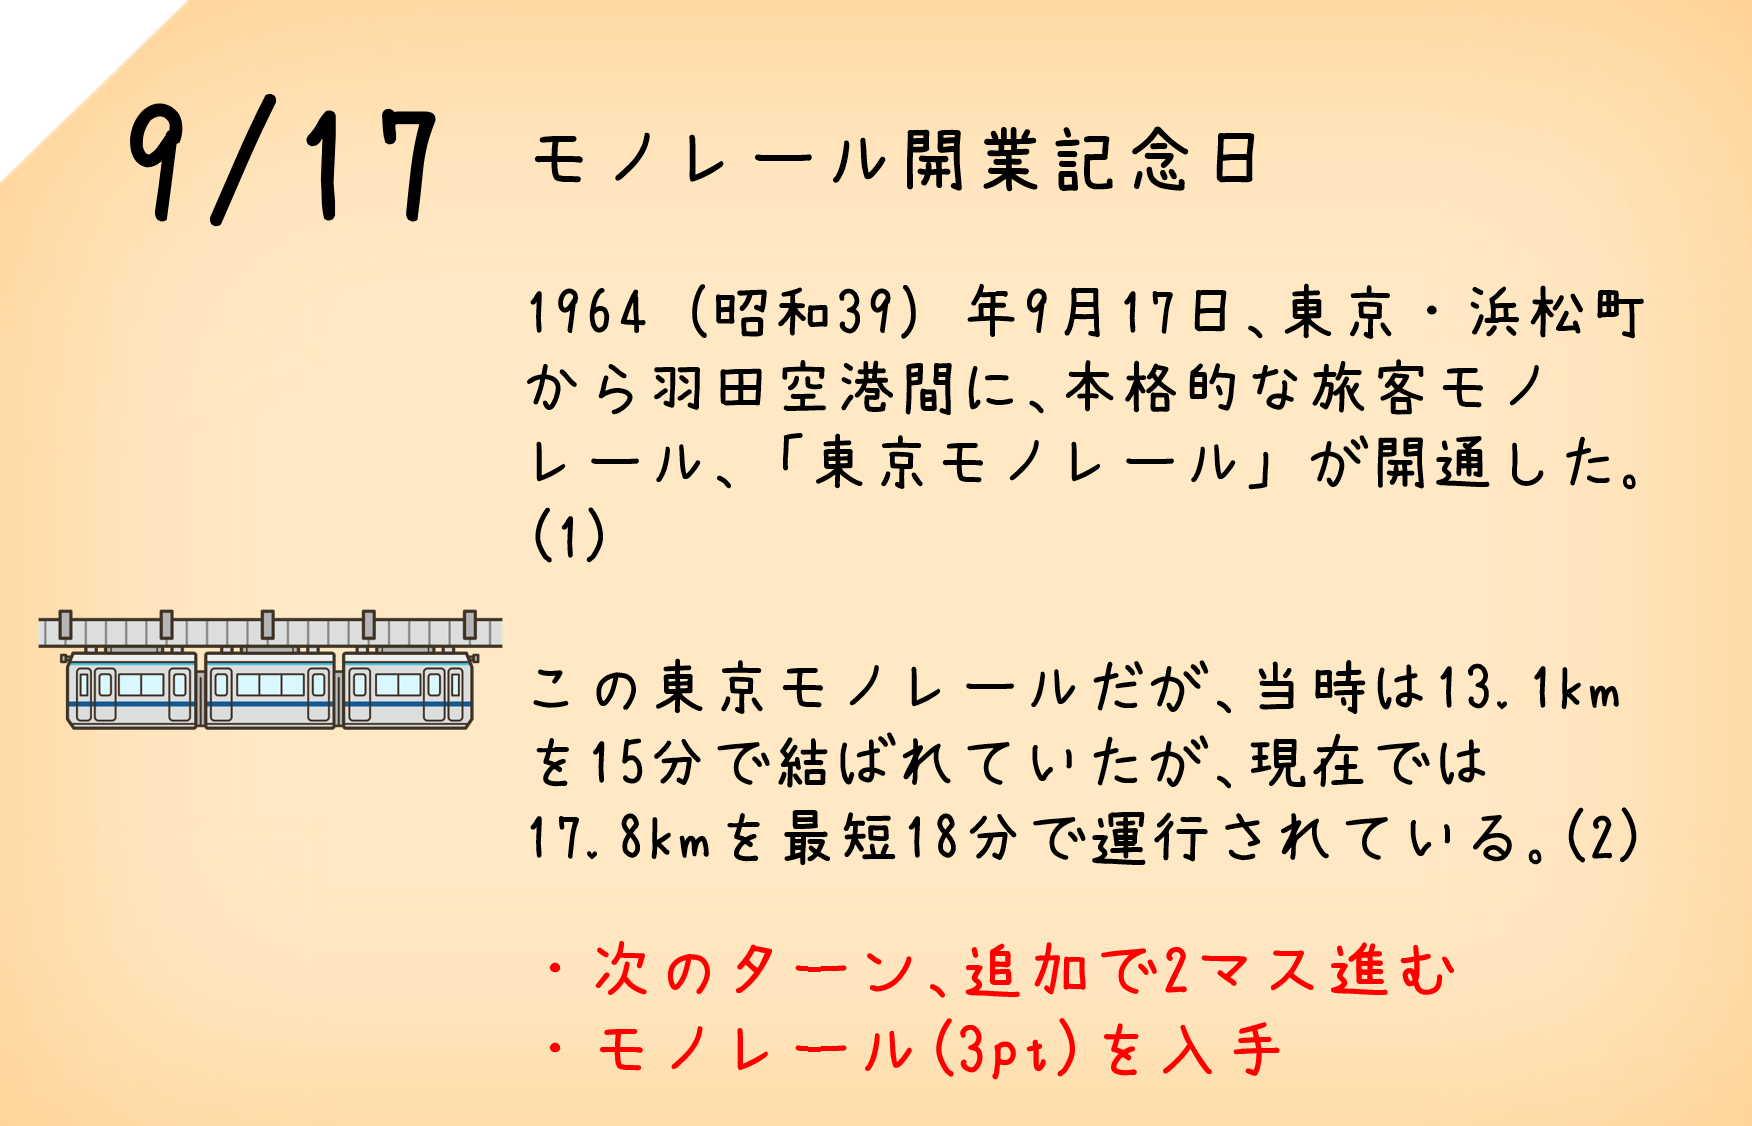 9/17 モノレール開業記念日
1964（昭和39）年9月17日、東京・浜松町
から羽田空港間に、本格的な旅客モノ
レール、「東京モノレール」が開通した。
(1)
この東京モノレールだが、当時は13.1km
を15分で結ばれていたが、現在では
17.8kmを最短18分で運行されている。(2)
・次のターン、追加で2マス進む
・モノレール(3pt)を入手